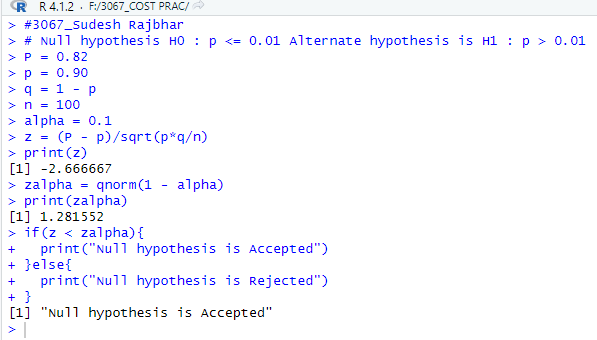 R 4.1.2 · F:/3067_COST PRAC/
> #3067_Sudesh Rajbhar
> # Null hypothesis H0 : p <= 0.01 Alternate hypothesis is H1 : p > 0.01
> P = 0.82
> p = 0.90
> q = 1 - p
> n = 100
> alpha = 0.1
> z = (P - p)/sqrt(p*q/n)
> print(z)
[1] -2.666667
> zalpha = qnorm(1 - alpha)
> print(zalpha)
[1] 1.281552
> if(z < zalpha){
+   print("Null hypothesis is Accepted")
+ }else{
+   print("Null hypothesis is Rejected")
+ }
[1] "Null hypothesis is Accepted"
>